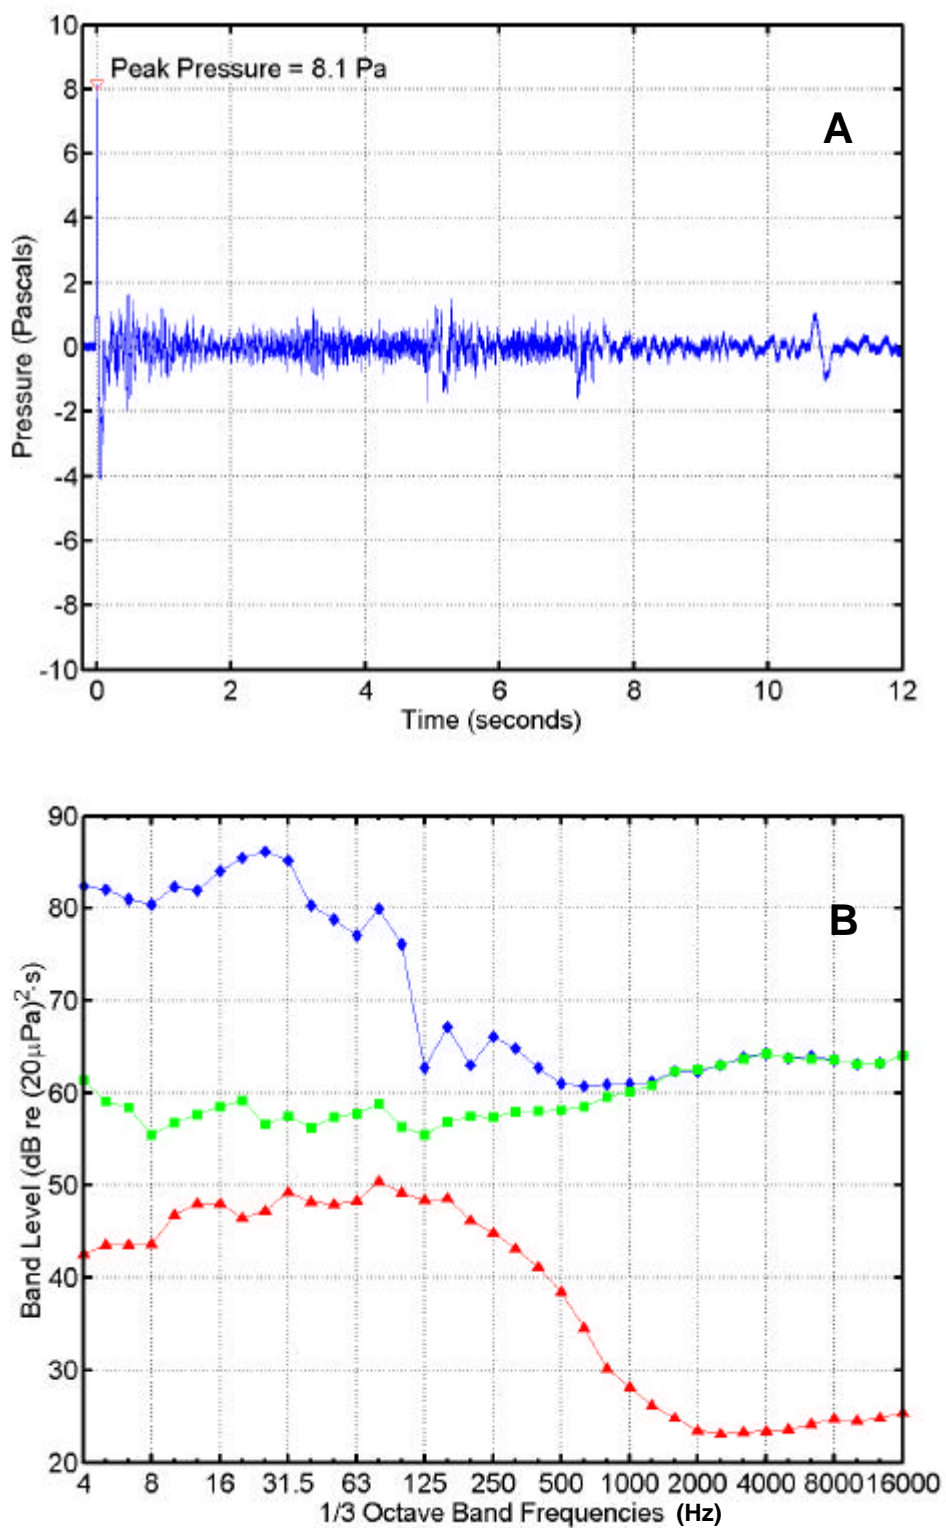 10
8
6
4
2
0
-2
-4
-6
-8
-10
Peak Pressure = 8.1 Pa
A
Pressure (Pascals)
0 2 4 6 8 10 12
Time (seconds)
90
80
70
60
50
40
30
20
B
Band Level (dB re (20μPa)²·s)
4 8 16 31.5 63 125 250 500 1000 2000 4000 8000 16000
1/3 Octave Band Frequencies (Hz)